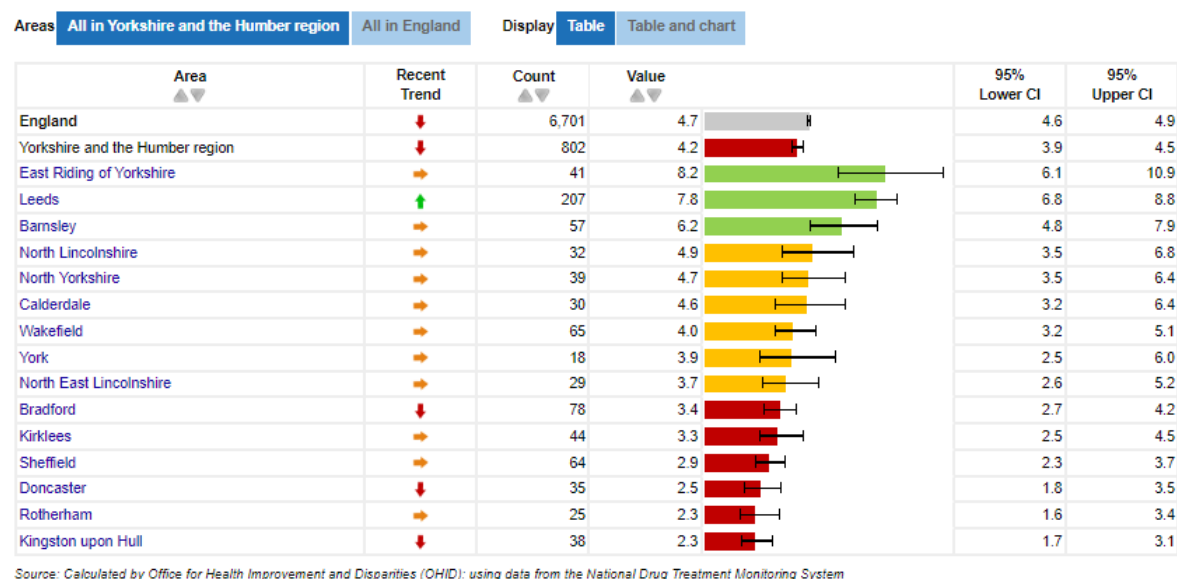 Areas All in Yorkshire and the Humber region All in England Display Table Table and chart
Area Recent Trend Count Value 95% Lower CI 95% Upper CI
England 6,701 4.7 4.6 4.9
Yorkshire and the Humber region 802 4.2 3.9 4.5
East Riding of Yorkshire 41 8.2 6.1 10.9
Leeds 207 7.8 6.8 8.8
Barnsley 57 6.2 4.8 7.9
North Lincolnshire 32 4.9 3.5 6.8
North Yorkshire 39 4.7 3.5 6.4
Calderdale 30 4.6 3.2 6.4
Wakefield 65 4.0 3.2 5.1
York 18 3.9 2.5 6.0
North East Lincolnshire 29 3.7 2.6 5.2
Bradford 78 3.4 2.7 4.2
Kirklees 44 3.3 2.5 4.5
Sheffield 64 2.9 2.3 3.7
Doncaster 35 2.5 1.8 3.5
Rotherham 25 2.3 1.6 3.4
Kingston upon Hull 38 2.3 1.7 3.1
Source: Calculated by Office for Health Improvement and Disparities (OHID): using data from the National Drug Treatment Monitoring System